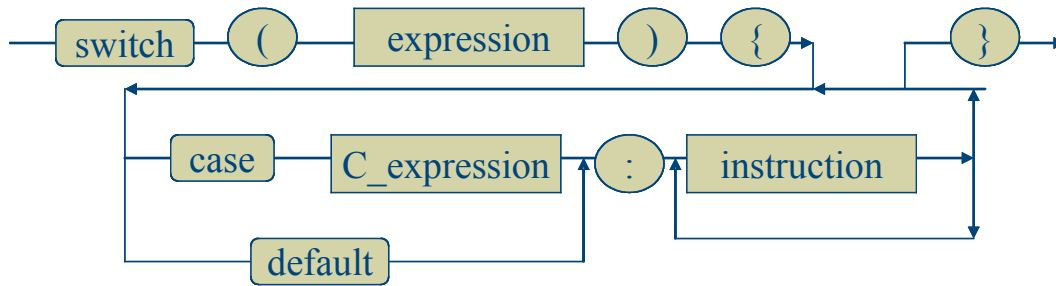 switch ( expression ) { }
case C_expression : instruction
default